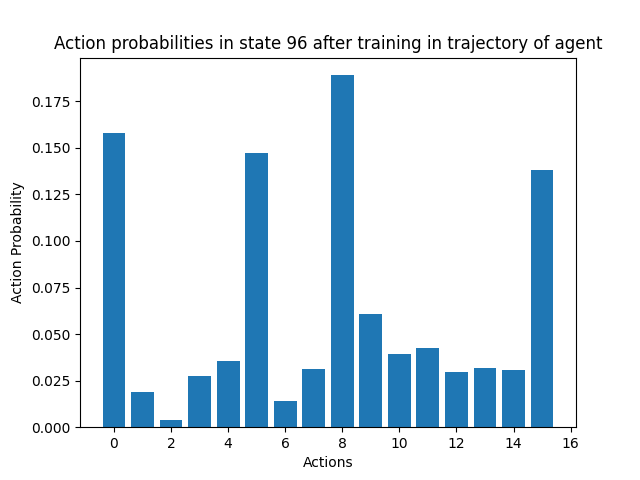 Action probabilities in state 96 after training in trajectory of agent
0.175
0.150
0.125
0.100
0.075
0.050
0.025
0.000
Action Probability
0 2 4 6 8 10 12 14 16
Actions